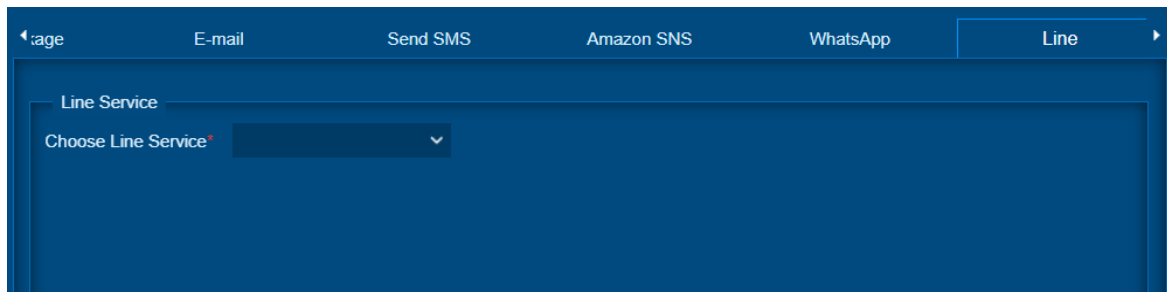 E-mail Send SMS Amazon SNS WhatsApp Line
Line Service
Choose Line Service*